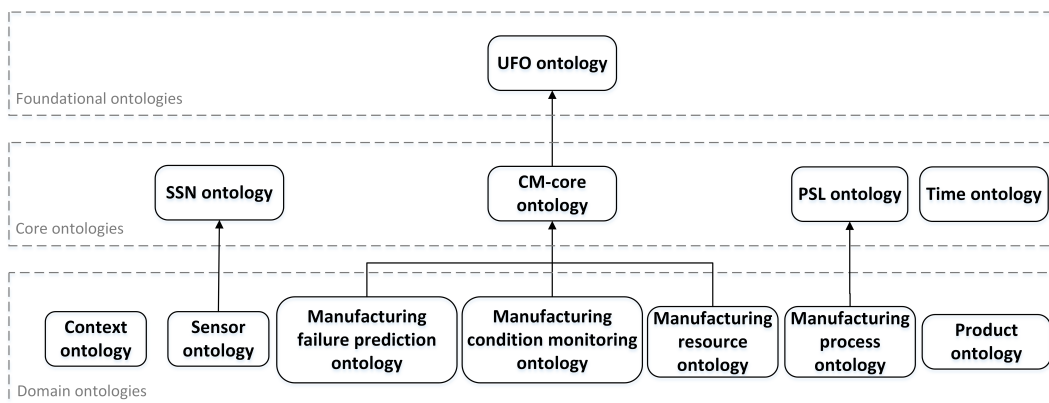 UFO ontology
Foundational ontologies
SSN ontology
CM-core
ontology
PSL ontology
Time ontology
Core ontologies
Context
ontology
Sensor
ontology
Manufacturing
failure prediction
ontology
Manufacturing
condition monitoring
ontology
Manufacturing
resource
ontology
Manufacturing
process
ontology
Product
ontology
Domain ontologies